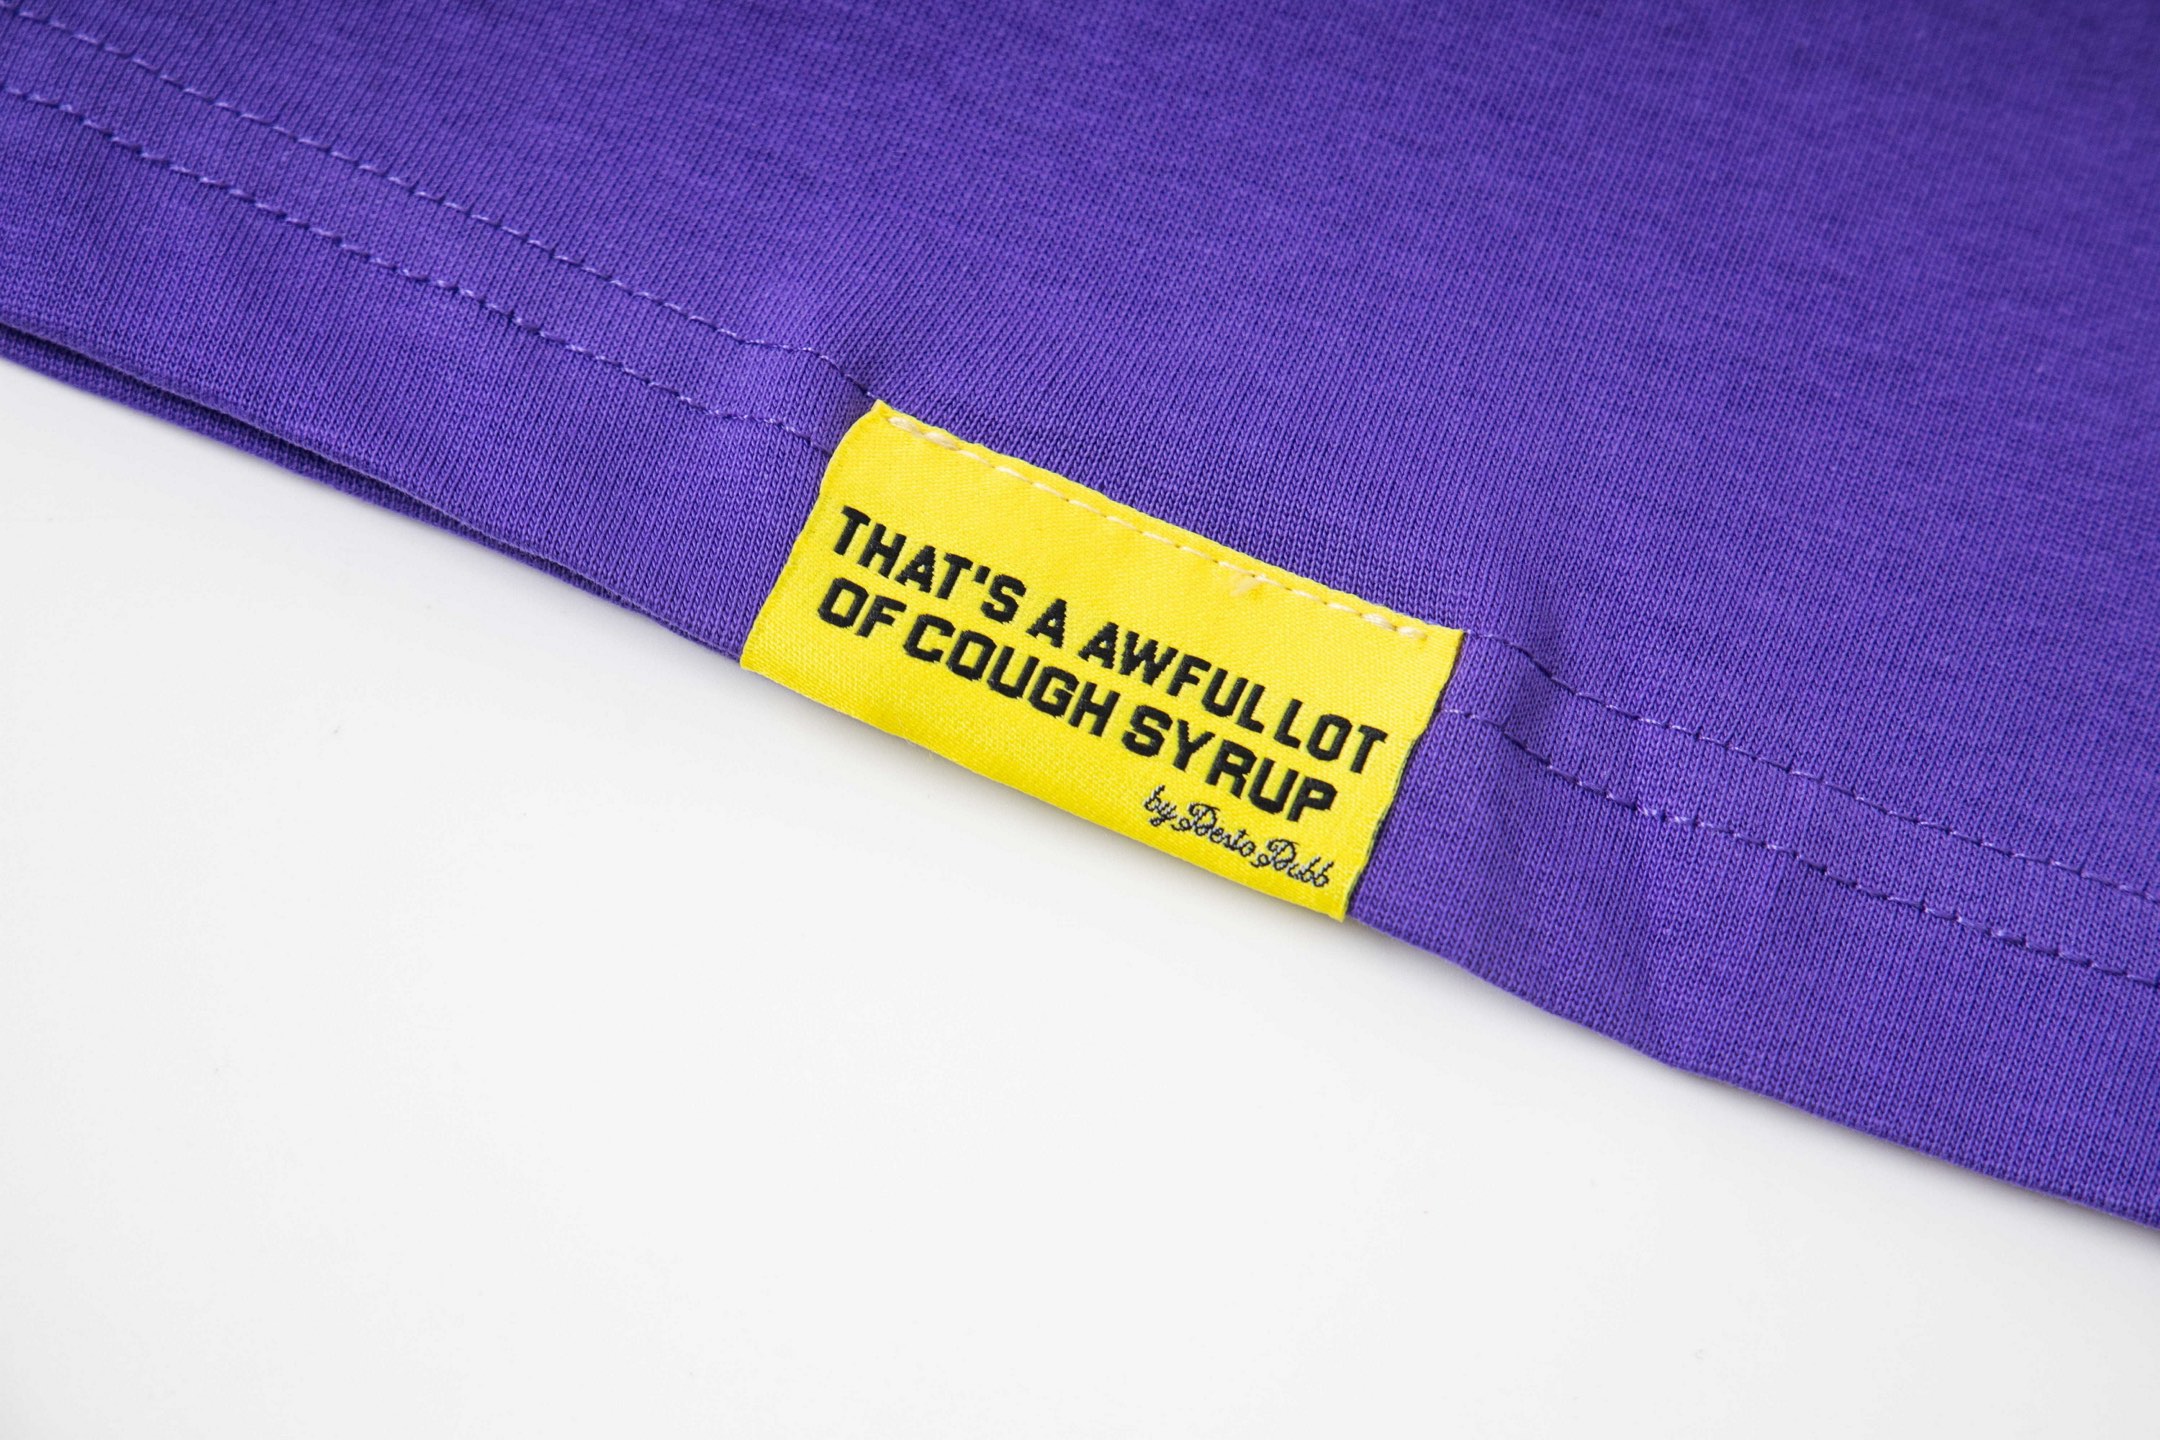 THAT'S A AWFUL LOT
OF COUGH SYRUP
by Desto Dubb